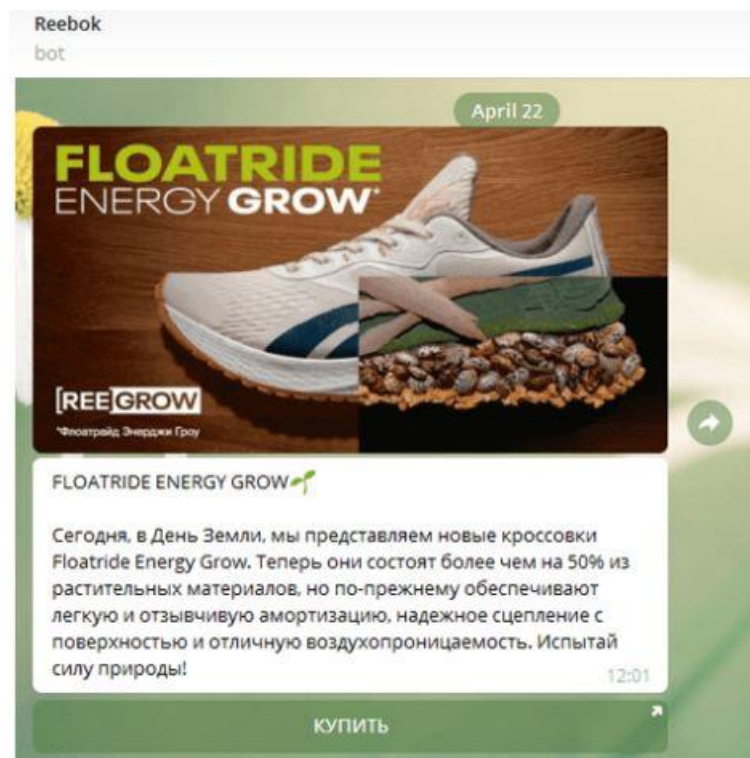 Reebok
bot
April 22
FLOATRIDE
ENERGY GROW*
[REE]GROW
*Флоатрайд Энерджи Гроу
FLOATRIDE ENERGY GROW🌱
Сегодня, в День Земли, мы представляем новые кроссовки
Floatride Energy Grow. Теперь они состоят более чем на 50% из
растительных материалов, но по-прежнему обеспечивают
легкую и отзывчивую амортизацию, надежное сцепление с
поверхностью и отличную воздухопроницаемость. Испытай
силу природы!
12:01
КУПИТЬ